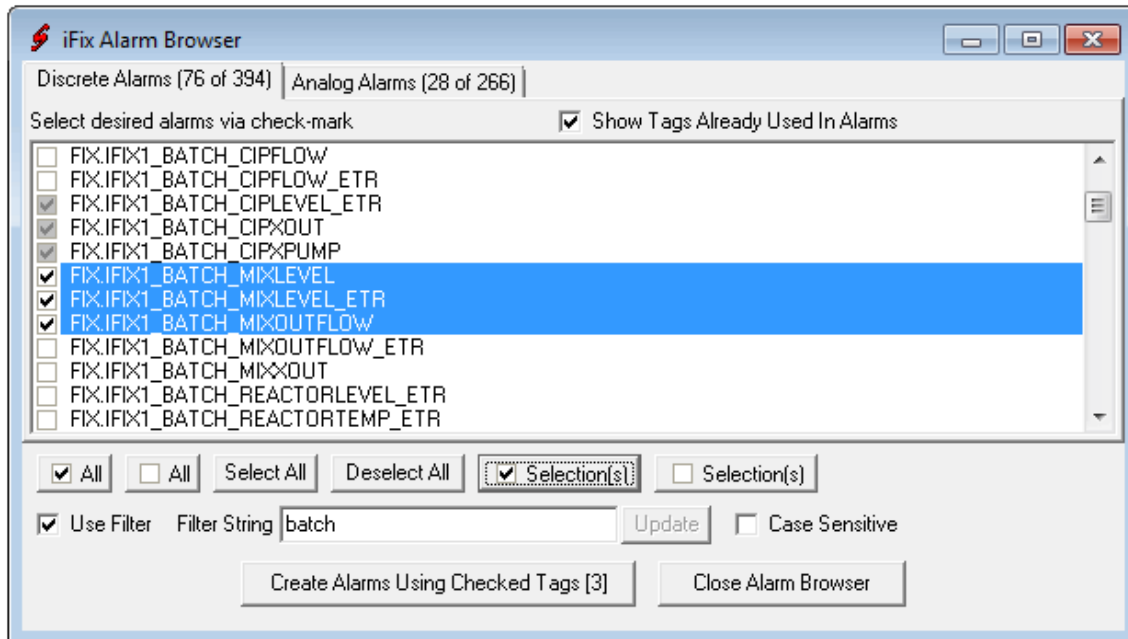 iFix Alarm Browser
Discrete Alarms (76 of 394) Analog Alarms (28 of 266)
Select desired alarms via check-mark Show Tags Already Used In Alarms
FIX.IFIX1_BATCH_CIPFLOW
FIX.IFIX1_BATCH_CIPFLOW_ETR
FIX.IFIX1_BATCH_CIPLEVEL_ETR
FIX.IFIX1_BATCH_CIPXOUT
FIX.IFIX1_BATCH_CIPXPUMP
FIX.IFIX1_BATCH_MIXLEVEL
FIX.IFIX1_BATCH_MIXLEVEL_ETR
FIX.IFIX1_BATCH_MIXOUTFLOW
FIX.IFIX1_BATCH_MIXOUTFLOW_ETR
FIX.IFIX1_BATCH_MIXXOUT
FIX.IFIX1_BATCH_REACTORLEVEL_ETR
FIX.IFIX1_BATCH_REACTORTEMP_ETR
All All Select All Deselect All Selection(s) Selection(s)
Use Filter Filter String batch Update Case Sensitive
Create Alarms Using Checked Tags [3] Close Alarm Browser